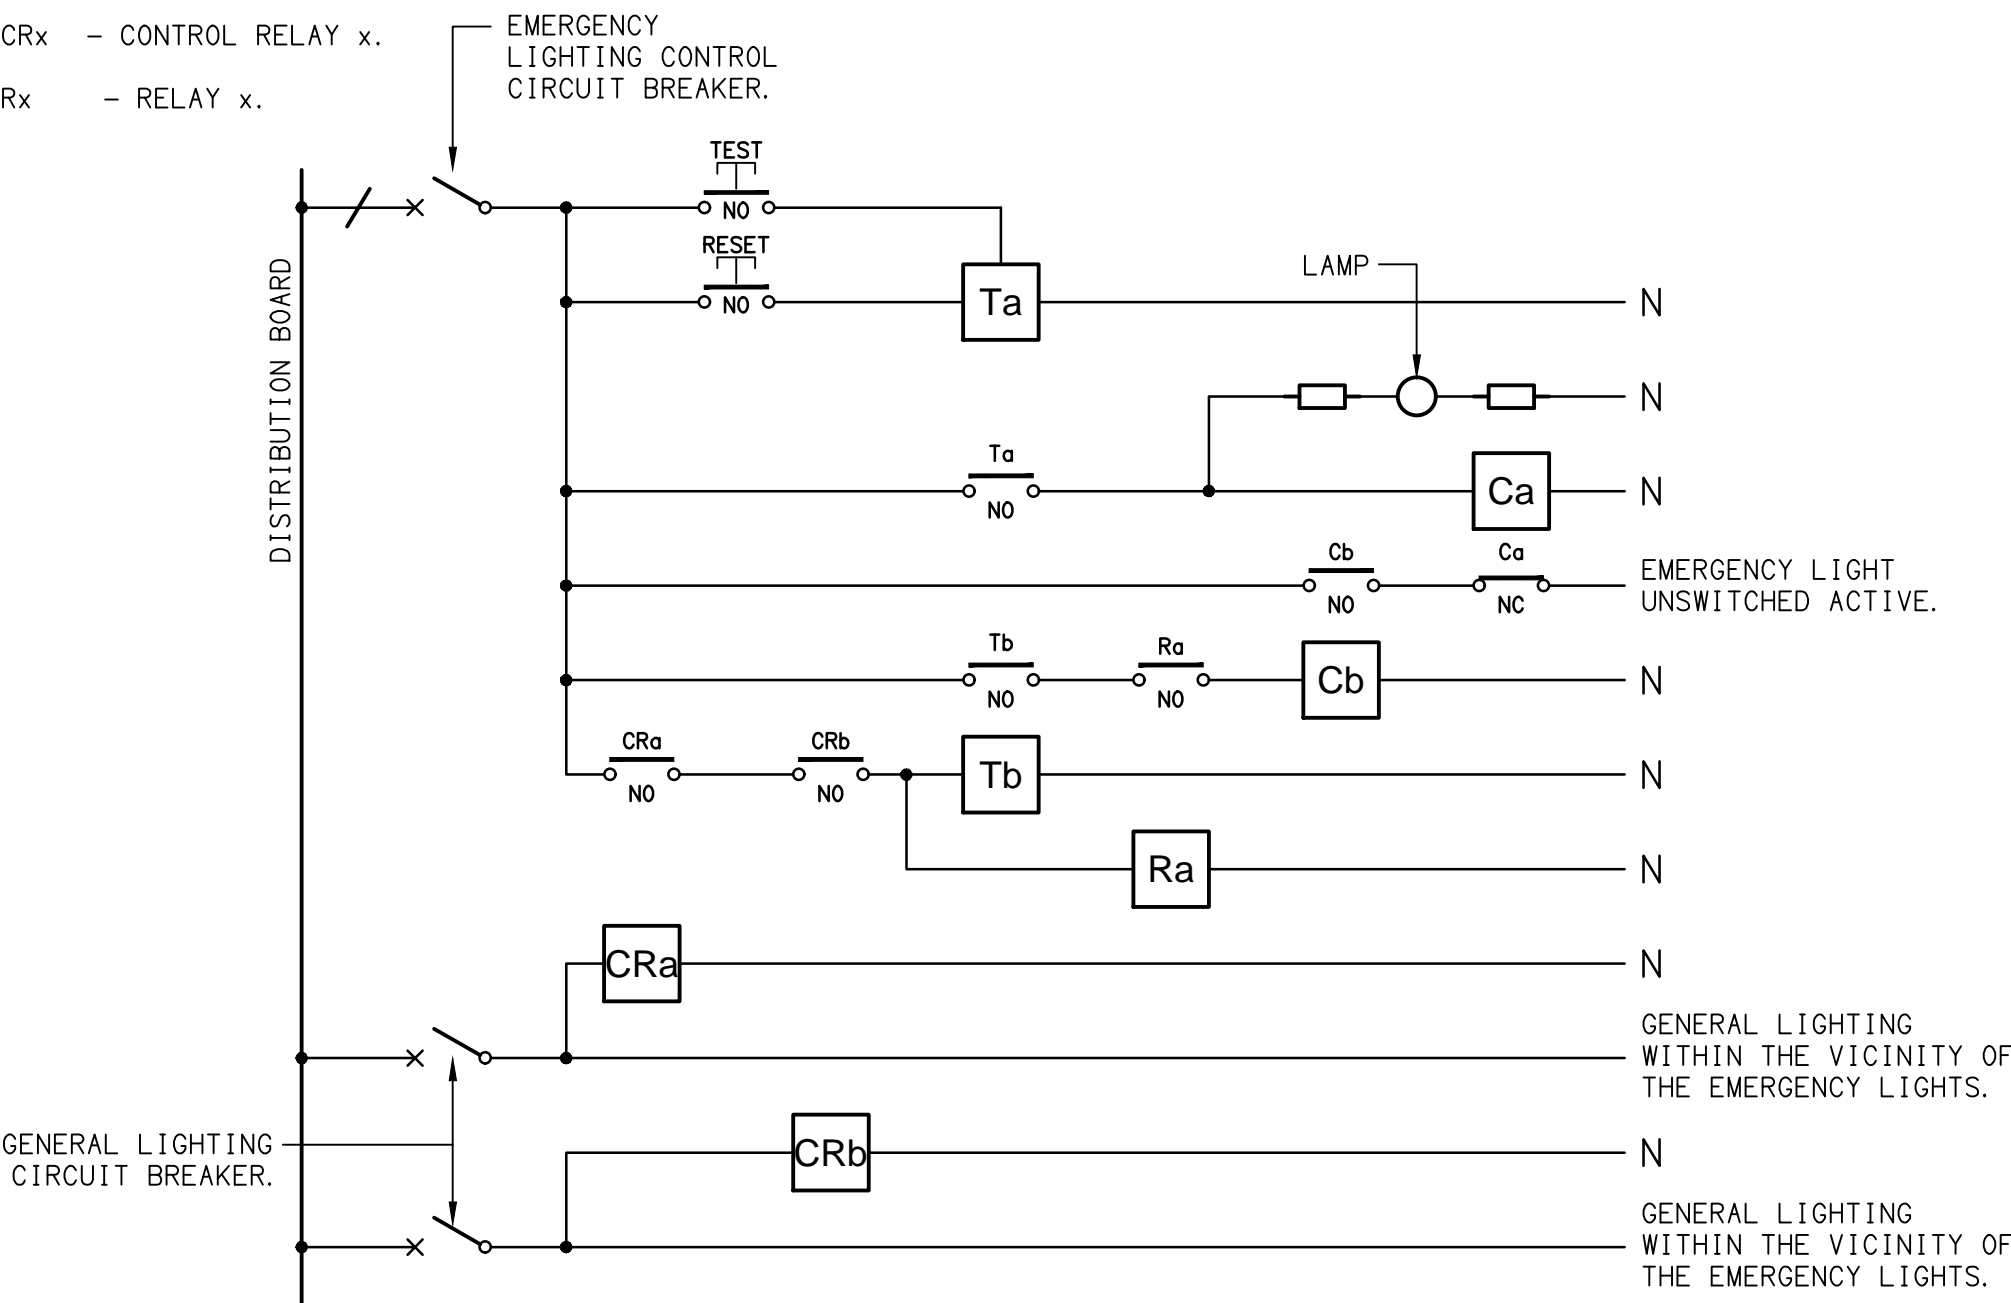 CRx – CONTROL RELAY x.
Rx – RELAY x.
EMERGENCY
LIGHTING CONTROL
CIRCUIT BREAKER.
TEST
NO
RESET
NO
Ta
N
LAMP
N
DISTRIBUTION BOARD
Ta
NO
Ca
N
Cb
NO
Ca
NC
EMERGENCY LIGHT
UNSWITCHED ACTIVE.
Tb
NO
Ra
NO
Cb
N
CRa
NO
CRb
NO
Tb
N
Ra
N
CRa
N
GENERAL LIGHTING
WITHIN THE VICINITY OF
THE EMERGENCY LIGHTS.
GENERAL LIGHTING
CIRCUIT BREAKER.
CRb
N
GENERAL LIGHTING
WITHIN THE VICINITY OF
THE EMERGENCY LIGHTS.